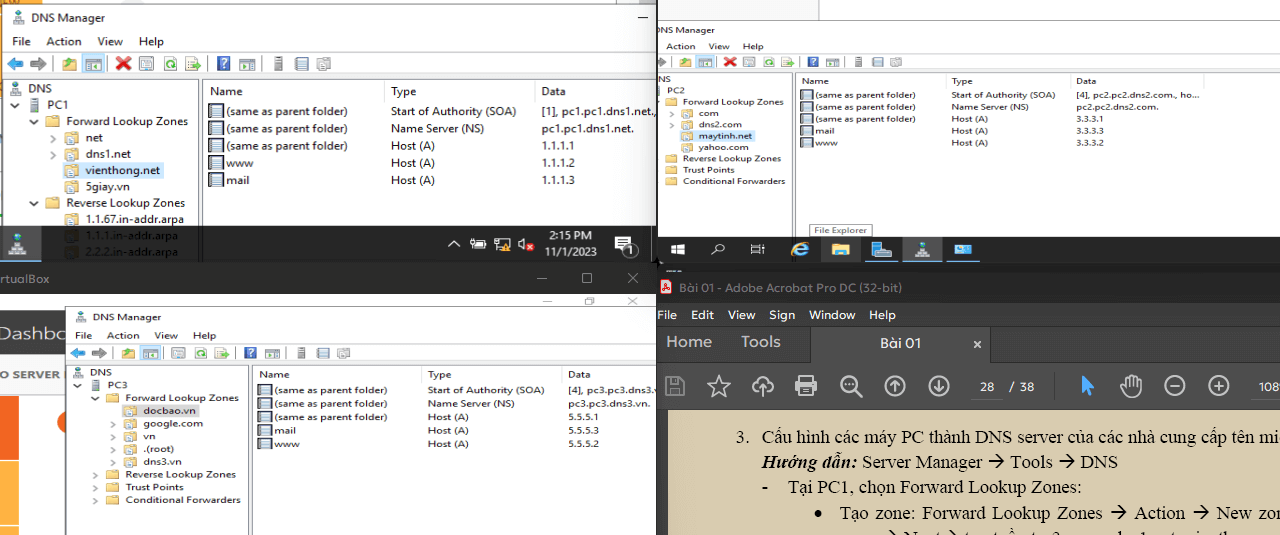 DNS Manager
File Action View Help
DNS
PC1
Forward Lookup Zones
net
dns1.net
vienthong.net
5giay.vn
Reverse Lookup Zones
1.1.67.in-addr.arpa
1.1.1.in-addr.arpa
2.2.2.in-addr.arpa
Name Type Data
(same as parent folder) Start of Authority (SOA) [1], pc1.pc1.dns1.net.,
(same as parent folder) Name Server (NS) pc1.pc1.dns1.net.
(same as parent folder) Host (A) 1.1.1.1
www Host (A) 1.1.1.2
mail Host (A) 1.1.1.3
2:15 PM
11/1/2023
1
DNS Manager
Action View Help
NS
PC2
Forward Lookup Zones
com
dns2.com
maytinh.net
yahoo.com
Reverse Lookup Zones
Trust Points
Conditional Forwarders
Name Type Data
(same as parent folder) Start of Authority (SOA) [4], pc2.pc2.dns2.com., ho...
(same as parent folder) Name Server (NS) pc2.pc2.dns2.com.
(same as parent folder) Host (A) 3.3.3.1
mail Host (A) 3.3.3.3
www Host (A) 3.3.3.2
File Explorer
rtualBox
Dashbo
O SERVER
DNS Manager
File Action View Help
DNS
PC3
Forward Lookup Zones
docbao.vn
google.com
vn
.(root)
dns3.vn
Reverse Lookup Zones
Trust Points
Conditional Forwarders
Name Type Data
(same as parent folder) Start of Authority (SOA) [4], pc3.pc3.dns3.v
(same as parent folder) Name Server (NS) pc3.pc3.dns3.vn.
(same as parent folder) Host (A) 5.5.5.1
mail Host (A) 5.5.5.3
www Host (A) 5.5.5.2
Bài 01 - Adobe Acrobat Pro DC (32-bit)
File Edit View Sign Window Help
Home Tools Bài 01 ×
28 / 38
108
3. Cấu hình các máy PC thành DNS server của các nhà cung cấp tên mi
Hướng dẫn: Server Manager → Tools → DNS
- Tại PC1, chọn Forward Lookup Zones:
• Tạo zone: Forward Lookup Zones → Action → New zon